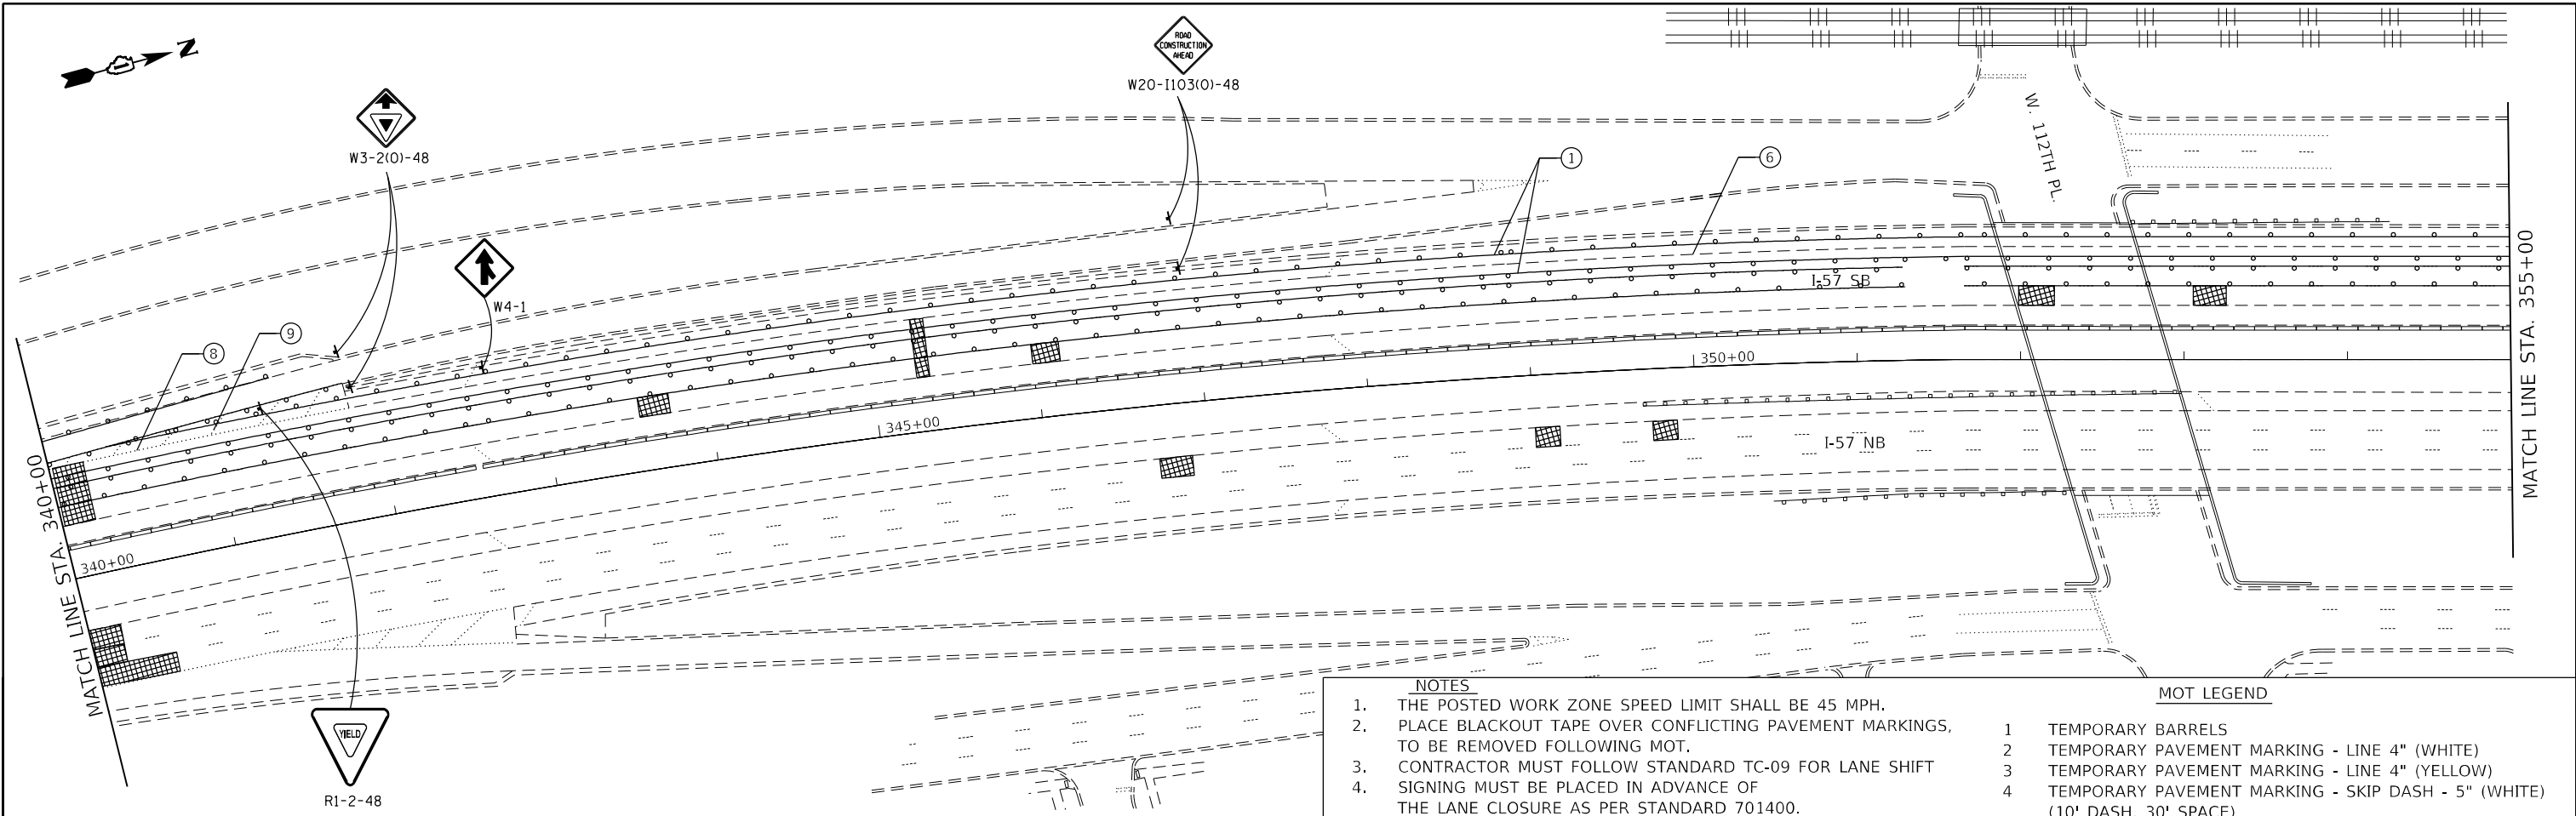 N
ROAD
CONSTRUCTION
AHEAD
W20-I103(O)-48
W3-2(O)-48
W4-1
1
6
8
9
W. 112TH PL.
I-57 SB
I-57 NB
340+00
345+00
350+00
MATCH LINE STA. 340+00
MATCH LINE STA. 355+00
YIELD
R1-2-48
NOTES
1. THE POSTED WORK ZONE SPEED LIMIT SHALL BE 45 MPH.
2. PLACE BLACKOUT TAPE OVER CONFLICTING PAVEMENT MARKINGS,
TO BE REMOVED FOLLOWING MOT.
3. CONTRACTOR MUST FOLLOW STANDARD TC-09 FOR LANE SHIFT
4. SIGNING MUST BE PLACED IN ADVANCE OF
THE LANE CLOSURE AS PER STANDARD 701400.
MOT LEGEND
1 TEMPORARY BARRELS
2 TEMPORARY PAVEMENT MARKING - LINE 4" (WHITE)
3 TEMPORARY PAVEMENT MARKING - LINE 4" (YELLOW)
4 TEMPORARY PAVEMENT MARKING - SKIP DASH - 5" (WHITE)
(10' DASH, 30' SPACE)